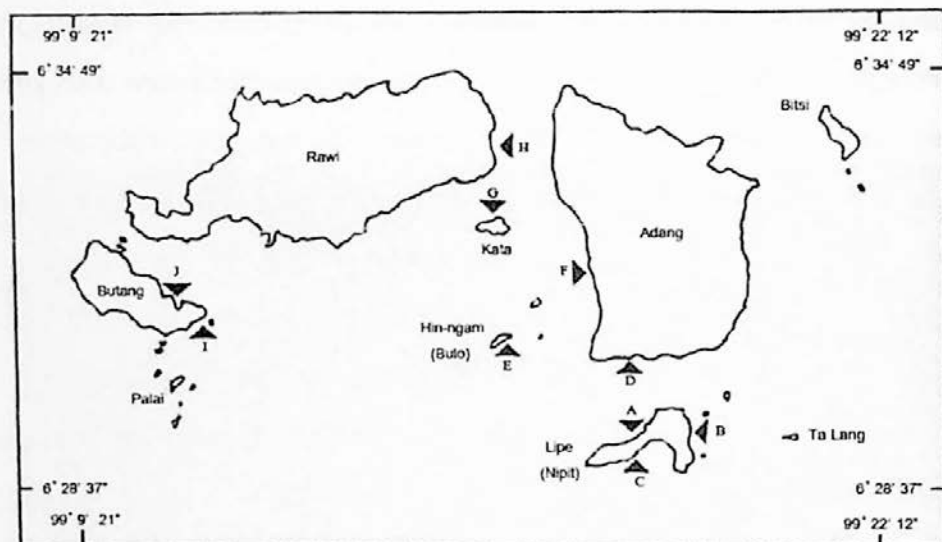 99° 9' 21"
99° 22' 12"
6° 34' 49"
6° 34' 49"
Bitsi
Rawi
H
G
Kata
Adang
J
F
Butang
Hin-ngam
(Bulo)
I
E
D
Palai
A
B
Ta Lang
Lipe
(Nipit)
C
6° 28' 37"
6° 28' 37"
99° 9' 21"
99° 22' 12"